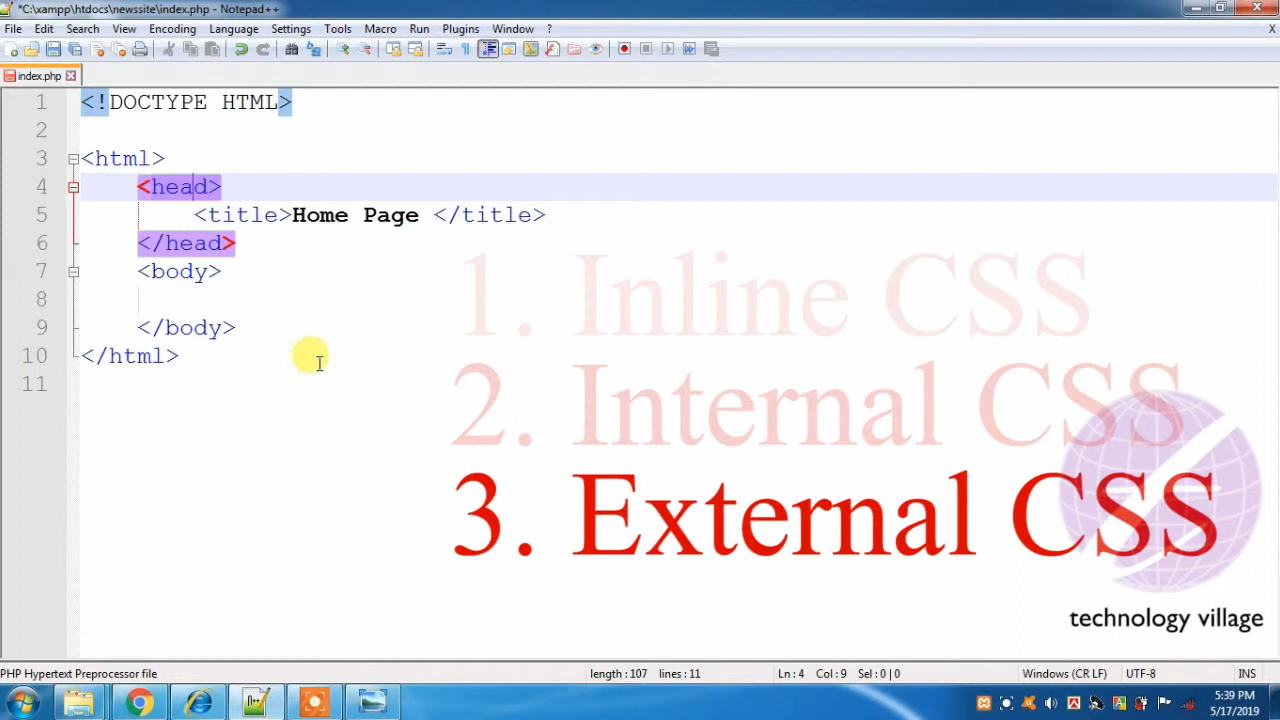 *C:\xampp\htdocs\newssite\index.php - Notepad++
File Edit Search View Encoding Language Settings Tools Macro Run Plugins Window ? X
index.php
1 <!DOCTYPE HTML>
2
3 <html>
4 <head>
5 <title>Home Page </title>
6 </head>
7 <body>
8
9 </body>
10 </html>
11
1. Inline CSS
2. Internal CSS
3. External CSS
technology village
PHP Hypertext Preprocessor file length : 107 lines : 11 Ln : 4 Col : 9 Sel : 0 | 0 Windows (CR LF) UTF-8 INS
5:39 PM
5/17/2019